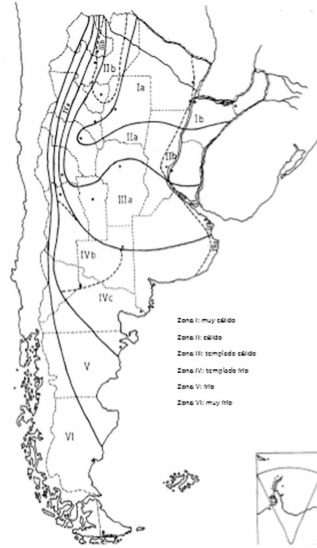 IIb
Ia
Ib
IIa
IIb
IIIa
IVb
IVc
Zona I: muy cálido
Zona II: cálido
Zona III: templado cálido
Zona IV: templado frío
V
Zona V: frío
Zona VI: muy frío
VI